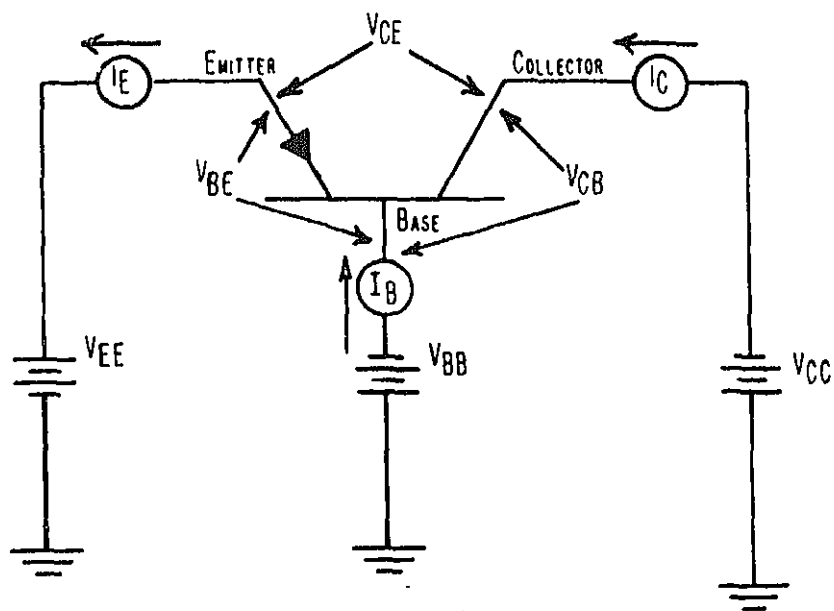 VCE
IE
EMITTER
COLLECTOR
IC
VBE
VCB
BASE
IB
VEE
VBB
VCC